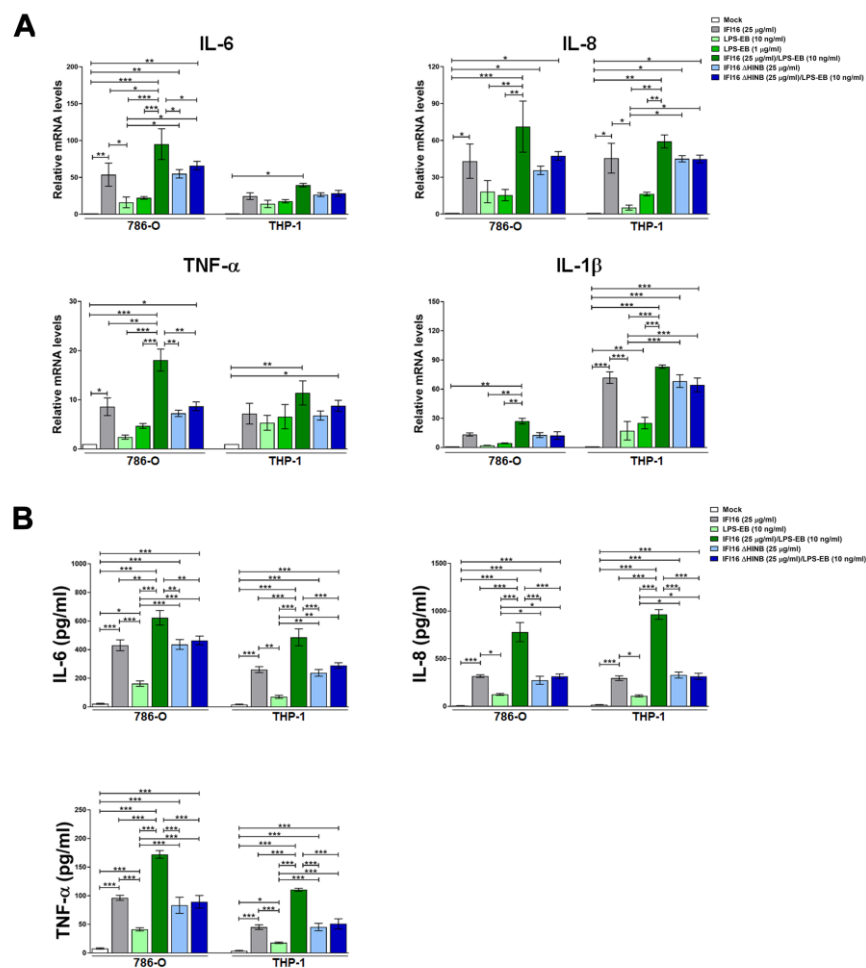 A
IL-6
IL-8
Mock
IFI16 (25 µg/ml)
LPS-EB (10 ng/ml)
LPS-EB (1 µg/ml)
IFI16 (25 µg/ml)/LPS-EB (10 ng/ml)
IFI16 ΔHINB (25 µg/ml)
IFI16 ΔHINB (25 µg/ml)/LPS-EB (10 ng/ml)
Relative mRNA levels
200
150
100
50
0
786-O
THP-1
Relative mRNA levels
120
90
60
30
0
786-O
THP-1
TNF-α
IL-1β
Relative mRNA levels
30
20
10
0
786-O
THP-1
Relative mRNA levels
150
120
90
60
30
0
786-O
THP-1
B
Mock
IFI16 (25 µg/ml)
LPS-EB (10 ng/ml)
IFI16 (25 µg/ml)/LPS-EB (10 ng/ml)
IFI16 ΔHINB (25 µg/ml)
IFI16 ΔHINB (25 µg/ml)/LPS-EB (10 ng/ml)
IL-6 (pg/ml)
1000
800
600
400
200
0
786-O
THP-1
IL-8 (pg/ml)
1500
1000
500
0
786-O
THP-1
TNF-α (pg/ml)
250
200
150
100
50
0
786-O
THP-1